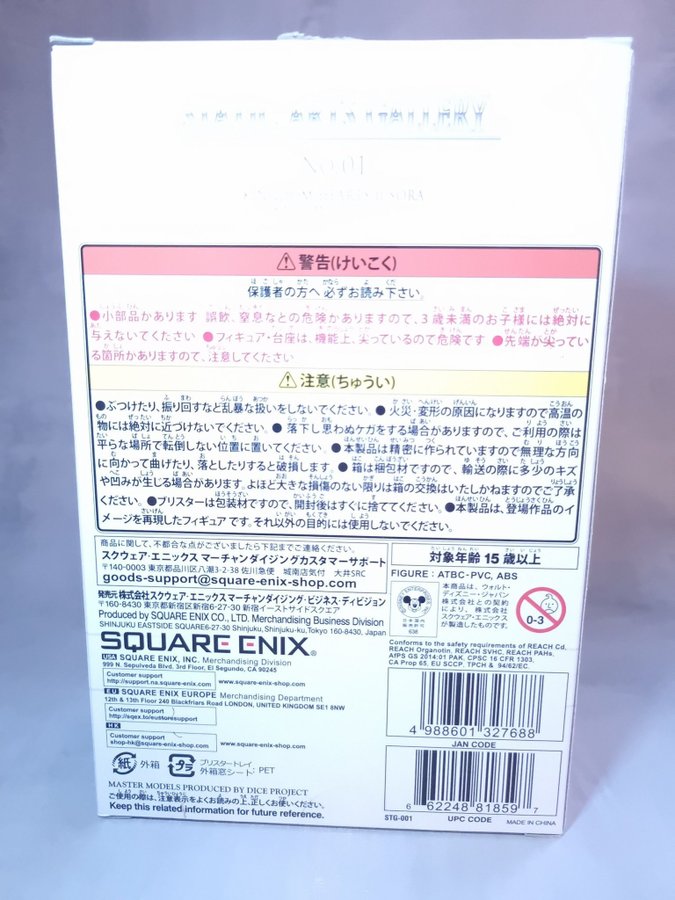 GALLERY
NO.01
SORA
警告(けいこく)
保護者の方へ 必ずお読み下さい。
●小部品があります 誤飲、窒息などの危険がありますので、3歳未満のお子様には絶対に
与えないでください ●フィギュア・台座は、機能上、尖っているので危険です ●先端が尖ってい
る箇所がありますので、注意してください
注意(ちゅうい)
●ぶつけたり、振り回すなど乱暴な扱いをしないでください。 ●火災・変形の原因になりますので高温の
物には絶対に近づけないでください。 ●落下し思わぬケガをする場合がありますので、ご利用の際は
平らな場所で転倒しない位置に置いてください。 ●本製品は精密に作られていますので無理な方向
に向かって曲げたり、落としたりすると破損します。 ●箱は梱包材ですので、輸送の際に多少のキズ
や凹みが生じる場合があります。よほど大きな損傷のない限りは箱の交換はいたしかねますのでご了承
ください。 ●ブリスターは包装材ですので、開封後はすぐに捨ててください。 ●本製品は、登場作品のイ
メージを再現したフィギュアです。それ以外の目的には使用しないでください。
商品に関して、不都合な点がございましたら下記までご連絡ください。
スクウェア・エニックス マーチャンダイジングカスタマーサポート
〒140-0003 東京都品川区八潮3-2-38 佐川急便 城南店気付 大井SRC
goods-support@square-enix-shop.com
発売元 株式会社スクウェア・エニックス マーチャンダイジング・ビジネス・ディビジョン
〒160-8430 東京都新宿区新宿6-27-30 新宿イーストサイドスクエア
Produced by SQUARE ENIX CO., LTD. Merchandising Business Division
SHINJUKU EASTSIDE SQUARE6-27-30 Shinjuku, Shinjuku-ku,Tokyo 160-8430, Japan
SQUARE ENIX®
USA SQUARE ENIX, INC. Merchandising Division
999 N. Sepulveda Blvd. 3rd Floor, El Segundo, CA 90245
Customer support
http://support.na.square-enix.com www.square-enix-shop.com
EU SQUARE ENIX EUROPE Merchandising Department
12th & 13th Floor 240 Blackfriars Road LONDON, UNITED KINGDOM SE1 8NW
Customer support
http://sqex.to/eustoresupport
HK
Customer support
shop-hk@square-enix-shop.com www.square-enix-shop.com
紙 外箱 プラ ブリスタートレイ
外箱窓シート: PET
MASTER MODELS PRODUCED BY DICE PROJECT
ご使用の際は、注意表示をよくお読みの上、正しくお使いください。
Keep this related information for future reference.
対象年齢 15歳以上
FIGURE : ATBC-PVC, ABS
日本国内
販売許諾
638
本商品は、ウォルト・
ディズニー・ジャパン
株式会社との契約
により、株式会社
スクウェア・エニックス
が製造したものです。
0-3
Conforms to the safety requirements of REACH Cd,
REACH Organotin. REACH SVHC, REACH PAHs,
AfPS GS 2014:01 PAK, CPSC 16 CFR 1303,
CA Prop 65, EU SCCP, TPCH & 94/62/EC.
4 988601 327688
JAN CODE
6 62248 81859 7
STG-001 UPC CODE MADE IN CHINA